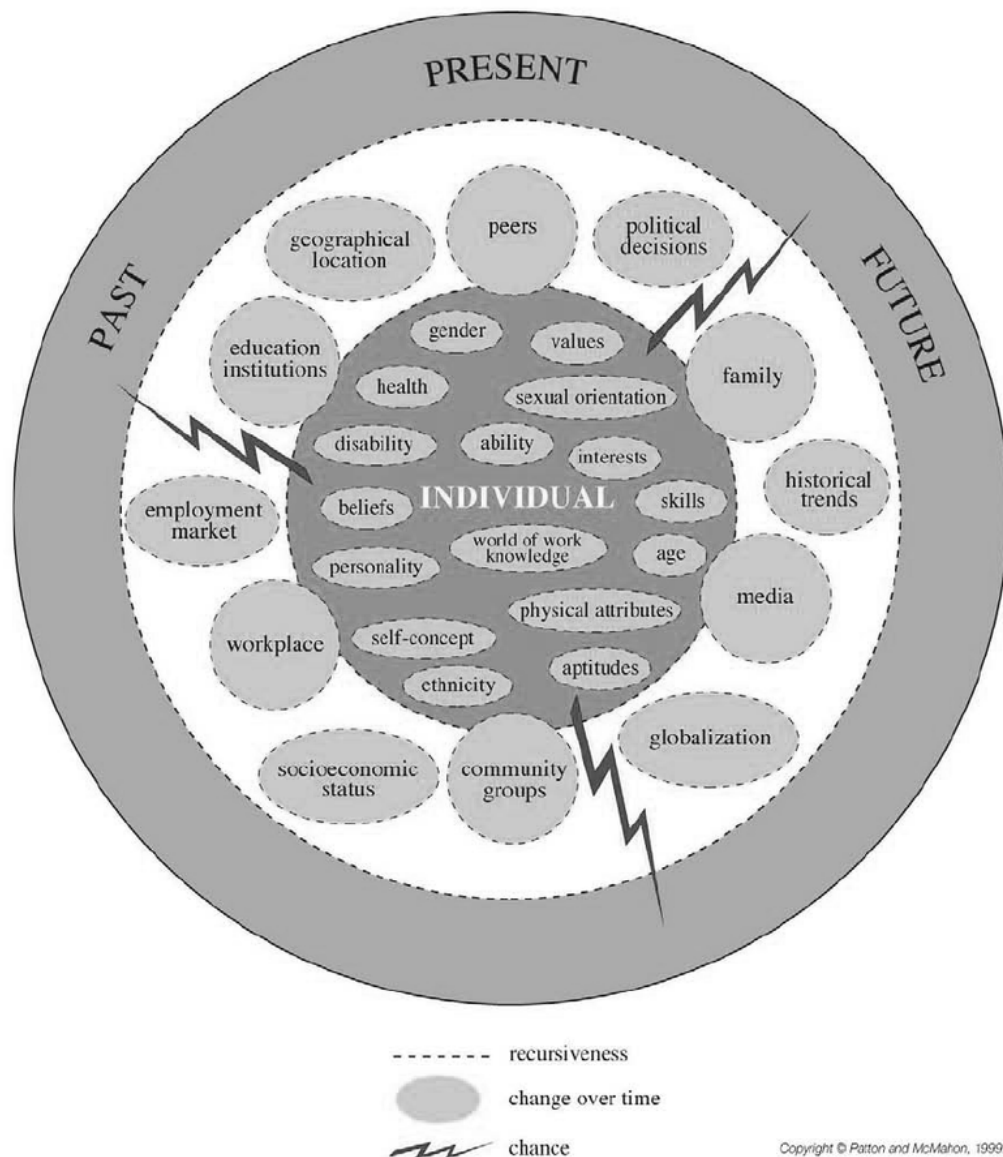 PRESENT
PAST
FUTURE
peers
political
decisions
geographical
location
gender
values
education
institutions
family
health
sexual orientation
disability
ability
interests
historical
trends
INDIVIDUAL
skills
beliefs
employment
market
world of work
knowledge
age
personality
media
physical attributes
workplace
self-concept
aptitudes
ethnicity
globalization
socioeconomic
status
community
groups
recursiveness
change over time
chance
Copyright © Patton and McMahon, 1999